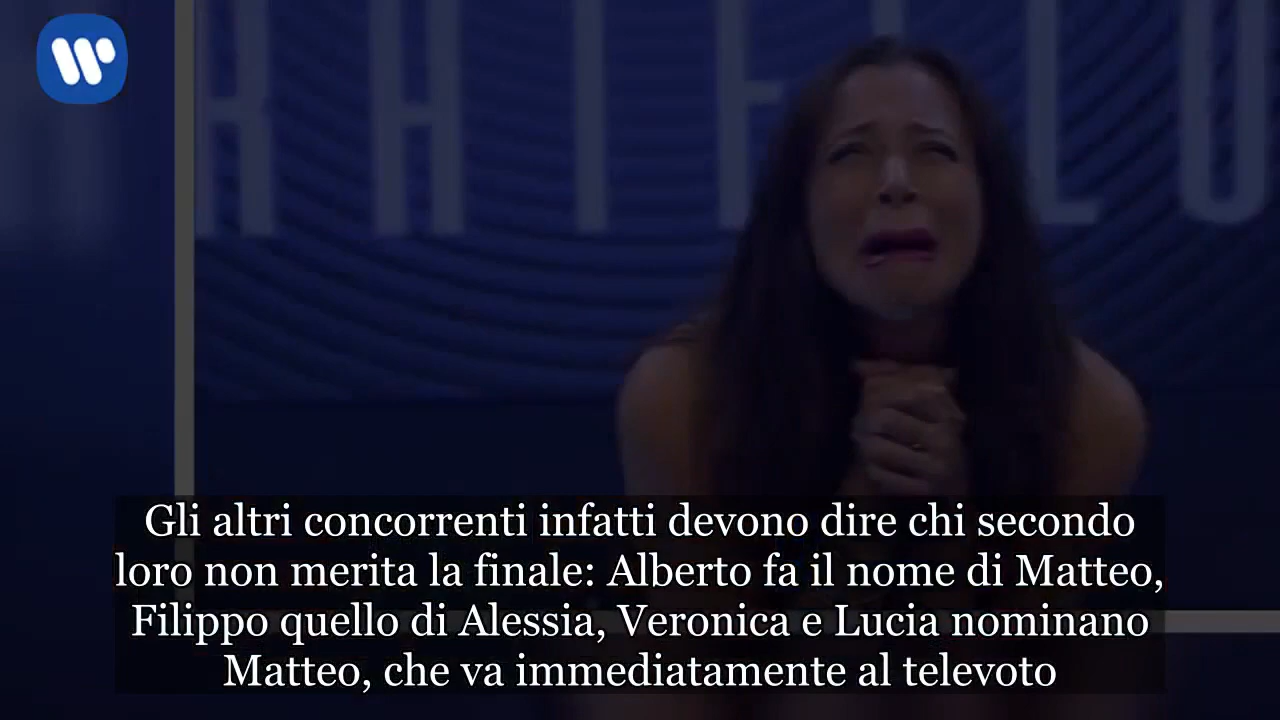 RATELLO
Gli altri concorrenti infatti devono dire chi secondo
loro non merita la finale: Alberto fa il nome di Matteo,
Filippo quello di Alessia, Veronica e Lucia nominano
Matteo, che va immediatamente al televoto